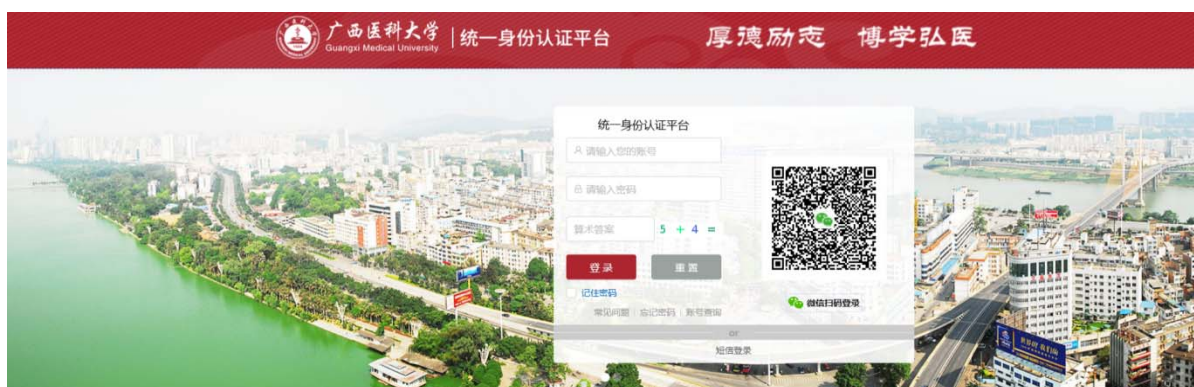 广西医科大学
Guangxi Medical University
统一身份认证平台
厚德励志 博学弘医
统一身份认证平台
请输入您的账号
请输入密码
算术答案
5 + 4 =
登录
重置
记住密码
常见问题 | 忘记密码 | 账号查询
微信扫码登录
or
短信登录